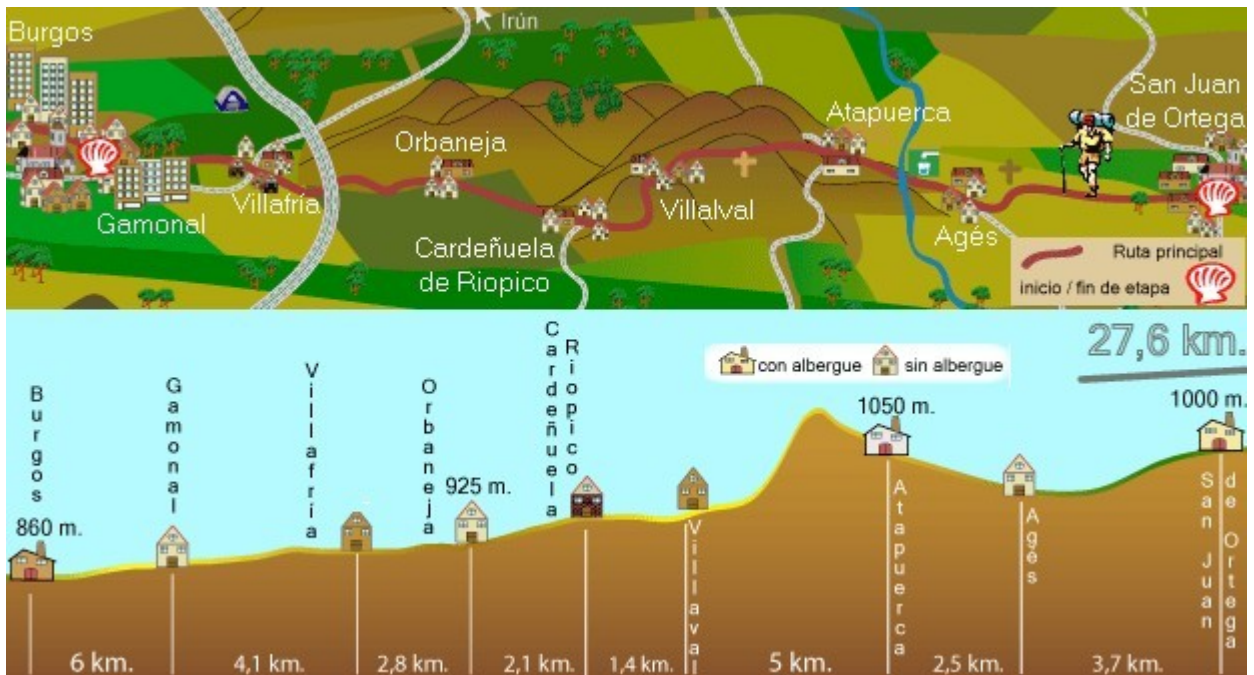 Irún
Burgos
San Juan
de Ortega
Atapuerca
Orbaneja
Villafría
Villalval
Gamonal
Agés
Cardeñuela
de Riopico
Ruta principal
inicio / fin de etapa
27,6 km.
con albergue
sin albergue
Burgos
Gamonal
Villafría
Orbaneja
Cardeñuela
Riopico
1050 m.
1000 m.
925 m.
860 m.
Villaval
Atapuerca
Agés
San Juan
de Ortega
6 km.
4,1 km.
2,8 km.
2,1 km.
1,4 km.
5 km.
2,5 km.
3,7 km.